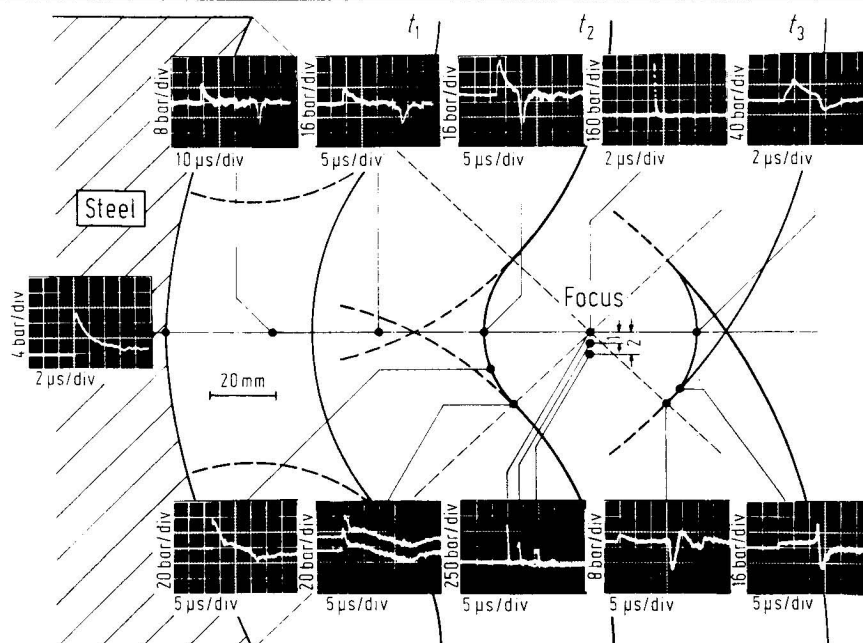 t₁
t₂
t₃
8 bar/div
10 µs/div
16 bar/div
5 µs/div
16 bar/div
5 µs/div
160 bar/div
2 µs/div
40 bar/div
2 µs/div
Steel
4 bar/div
2 µs/div
20 mm
Focus
1
2
20 bar/div
5 µs/div
20 bar/div
5 µs/div
250 bar/div
5 µs/div
8 bar/div
5 µs/div
16 bar/div
5 µs/div